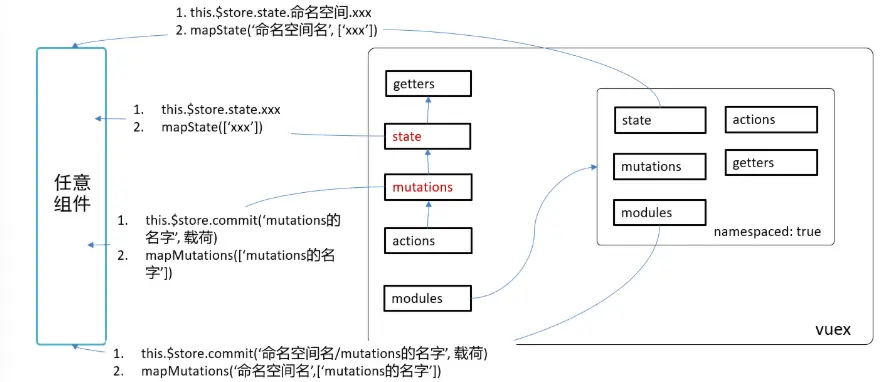 1. this.$store.state.命名空间.xxx
2. mapState(‘命名空间名’, [‘xxx’])
getters
state
mutations
actions
modules
state
actions
mutations
getters
modules
namespaced: true
vuex
1. this.$store.state.xxx
2. mapState([‘xxx’])
任意
组件
1. this.$store.commit(‘mutations的
名字’, 载荷)
2. mapMutations([‘mutations的名
字’])
1. this.$store.commit(‘命名空间名/mutations的名字’, 载荷)
2. mapMutations(‘命名空间名’,[‘mutations的名字’])